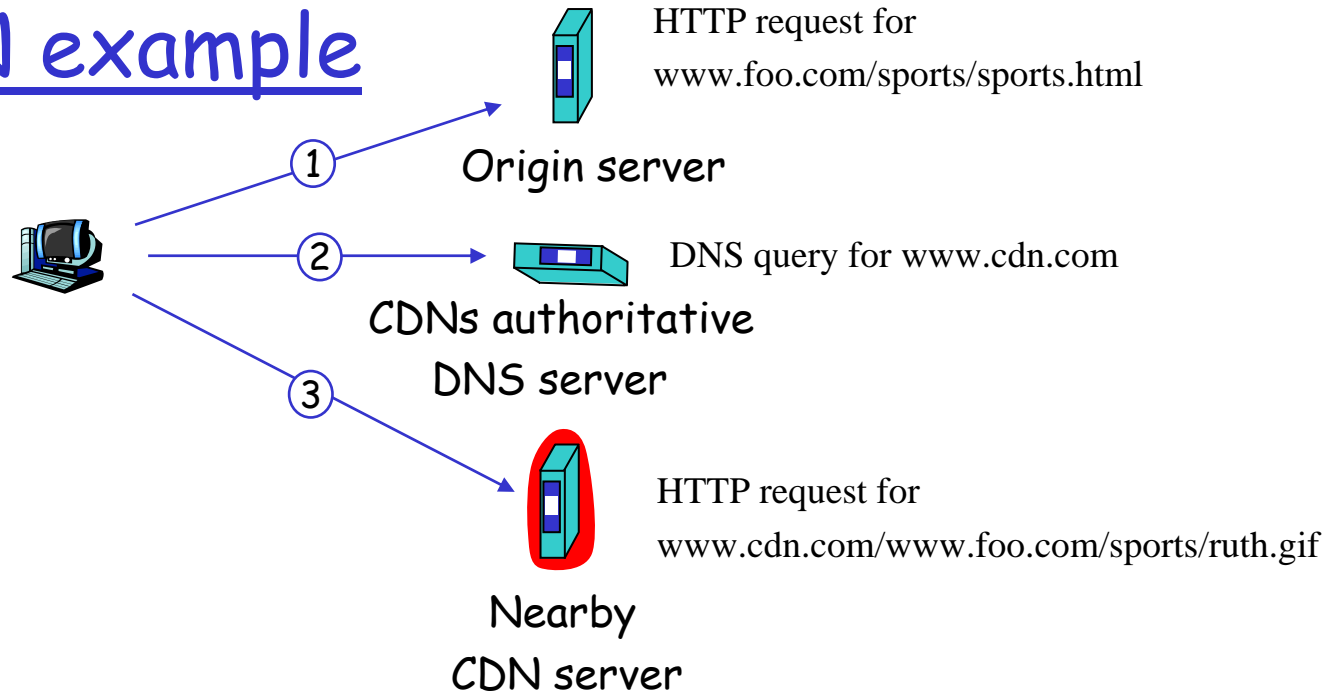 N example
HTTP request for
www.foo.com/sports/sports.html
1
Origin server
2
DNS query for www.cdn.com
CDNs authoritative
DNS server
3
HTTP request for
www.cdn.com/www.foo.com/sports/ruth.gif
Nearby
CDN server